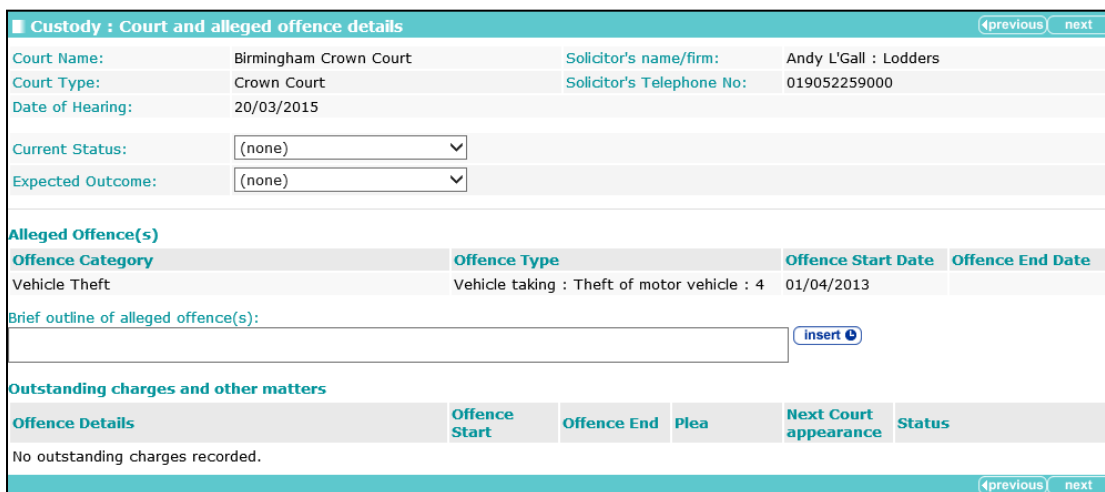 Custody : Court and alleged offence details previous next
Court Name: Birmingham Crown Court Solicitor's name/firm: Andy L'Gall : Lodders
Court Type: Crown Court Solicitor's Telephone No: 019052259000
Date of Hearing: 20/03/2015
Current Status: (none)
Expected Outcome: (none)
Alleged Offence(s)
Offence Category Offence Type Offence Start Date Offence End Date
Vehicle Theft Vehicle taking : Theft of motor vehicle : 4 01/04/2013
Brief outline of alleged offence(s):
insert
Outstanding charges and other matters
Offence Details Offence Start Offence End Plea Next Court appearance Status
No outstanding charges recorded.
previous next